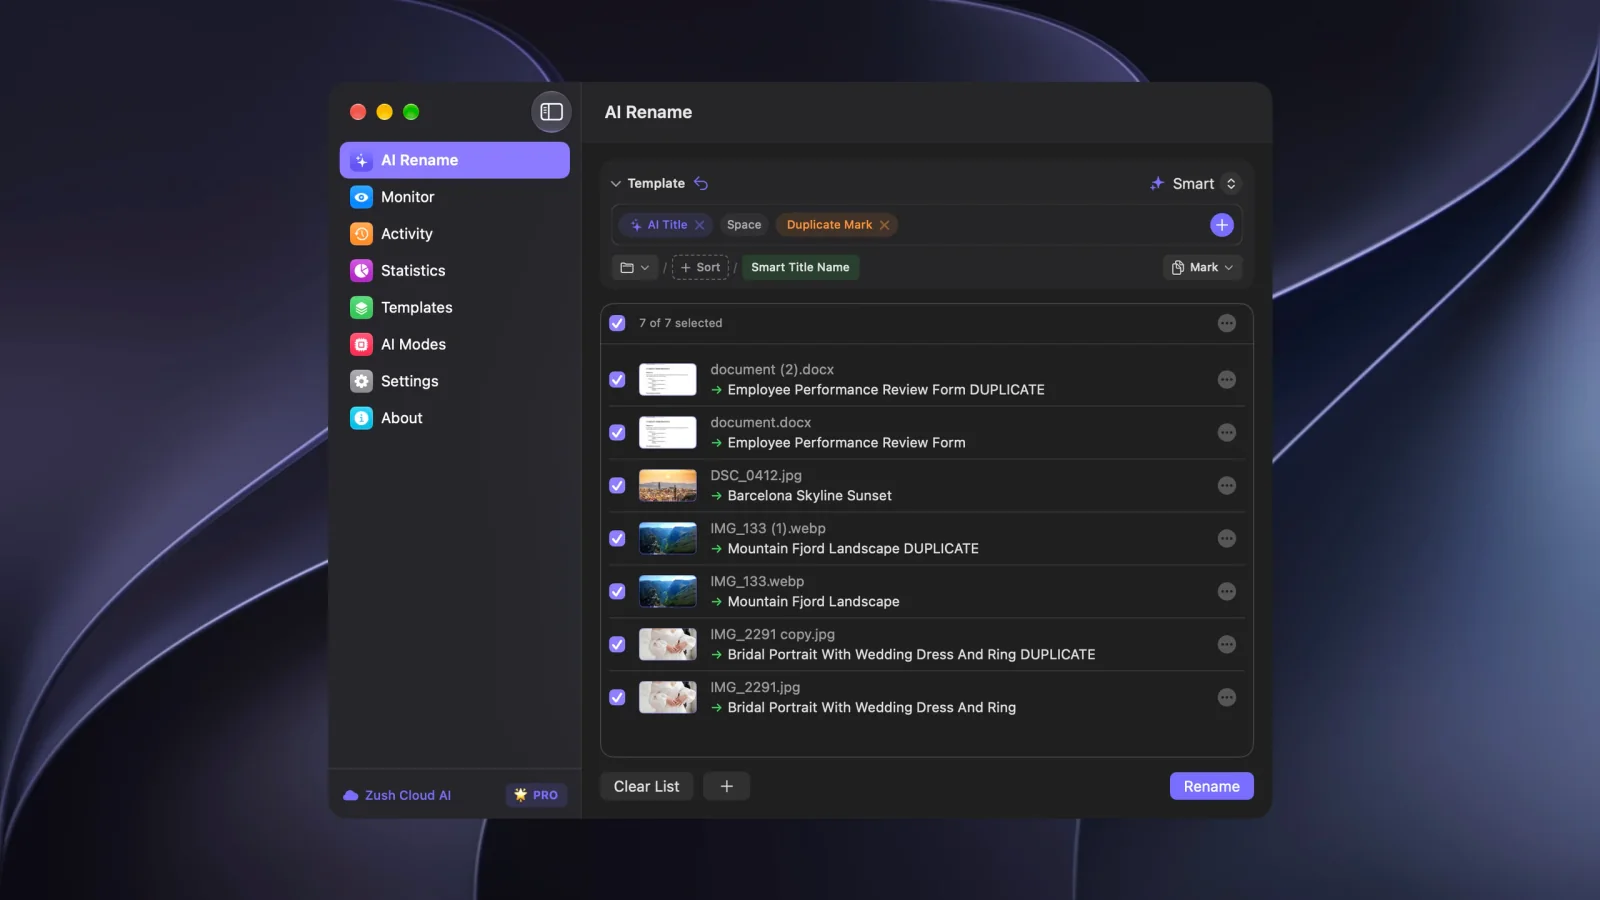 AI Rename
Monitor
Activity
Statistics
Templates
AI Modes
Settings
About
Zush Cloud AI
PRO
AI Rename
Template
Smart
AI Title
Space
Duplicate Mark
/ + Sort / Smart Title Name
Mark
7 of 7 selected
document (2).docx
→ Employee Performance Review Form DUPLICATE
document.docx
→ Employee Performance Review Form
DSC_0412.jpg
→ Barcelona Skyline Sunset
IMG_133 (1).webp
→ Mountain Fjord Landscape DUPLICATE
IMG_133.webp
→ Mountain Fjord Landscape
IMG_2291 copy.jpg
→ Bridal Portrait With Wedding Dress And Ring DUPLICATE
IMG_2291.jpg
→ Bridal Portrait With Wedding Dress And Ring
Clear List
+
Rename